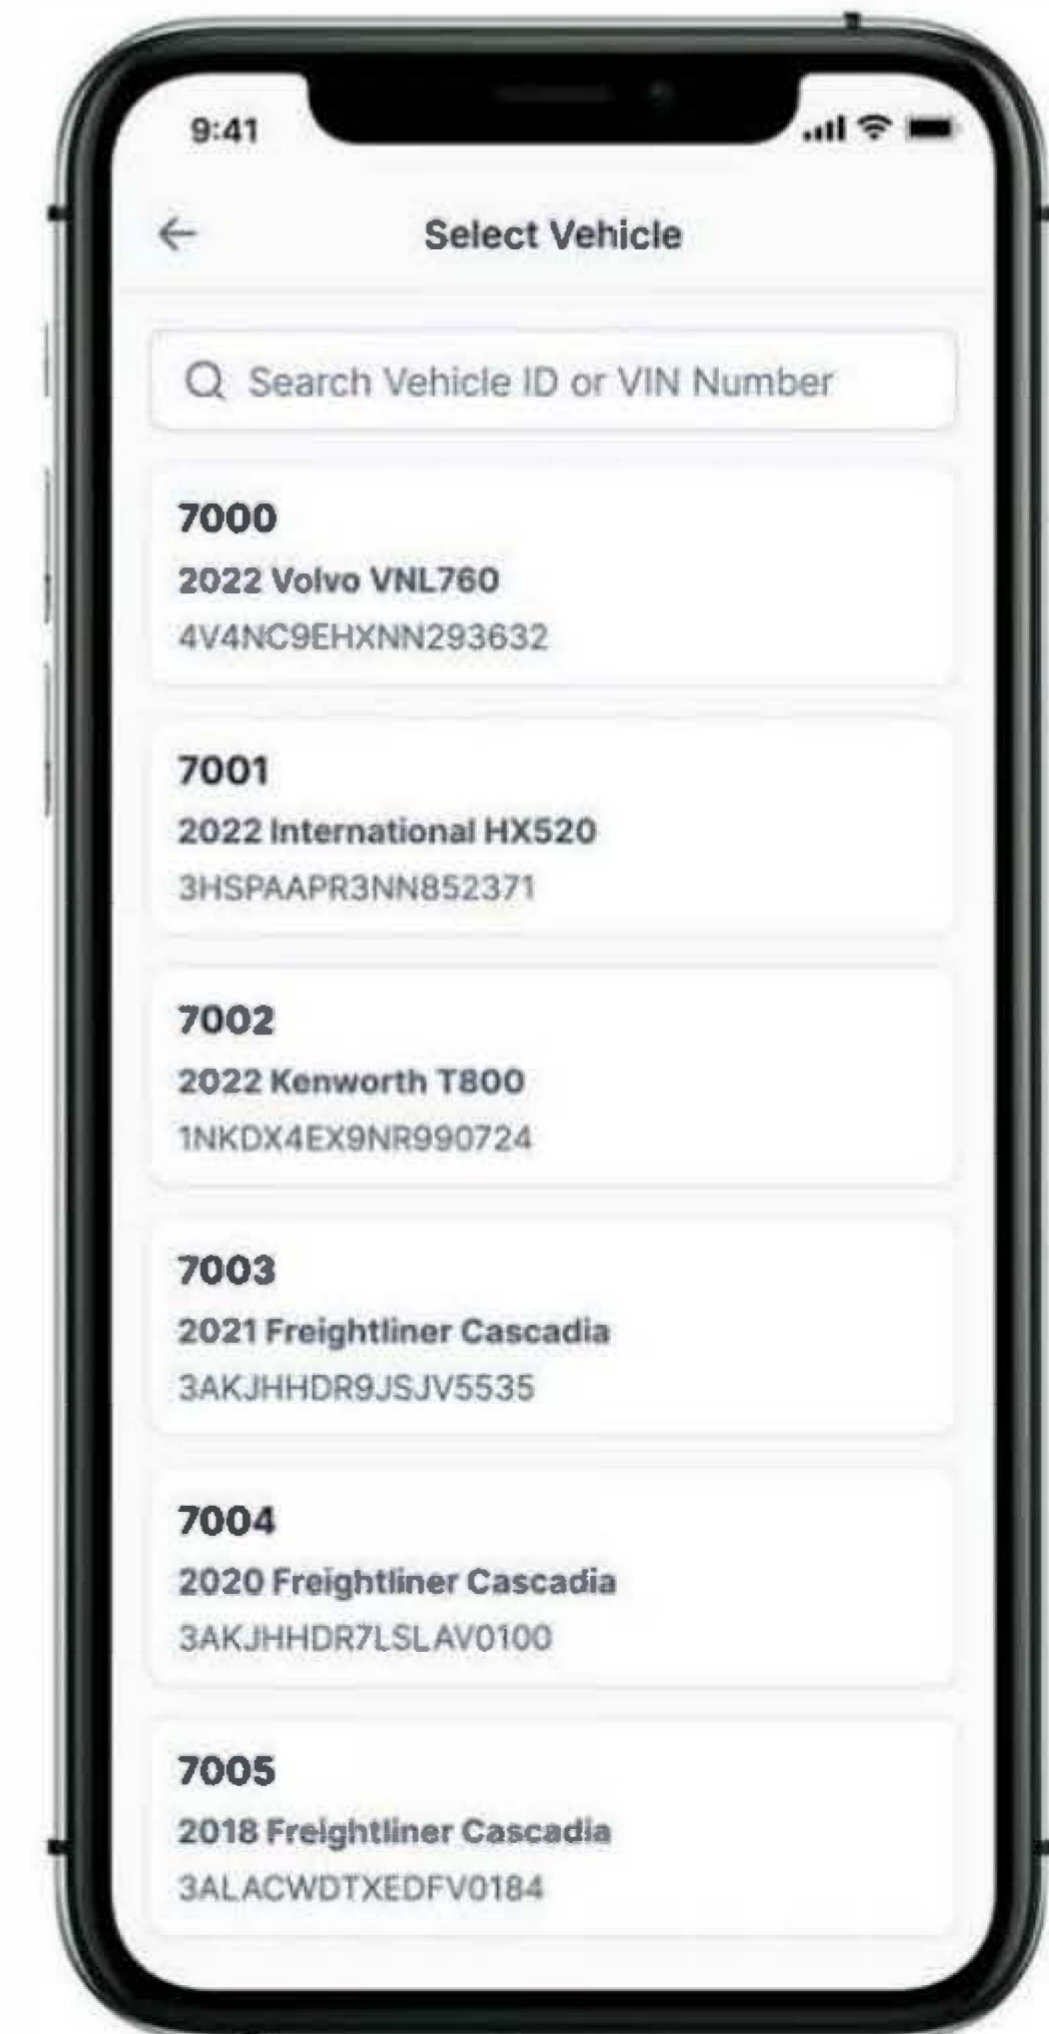 9:41
Select Vehicle
Search Vehicle ID or VIN Number
7000
2022 Volvo VNL760
4V4NC9EHXNN293632
7001
2022 International HX520
3HSPAAPR3NN852371
7002
2022 Kenworth T800
1NKDX4EX9NR990724
7003
2021 Freightliner Cascadia
3AKJHHDR9JSJV5535
7004
2020 Freightliner Cascadia
3AKJHHDR7LSLAV0100
7005
2018 Freightliner Cascadia
3ALACWDTXEDFV0184